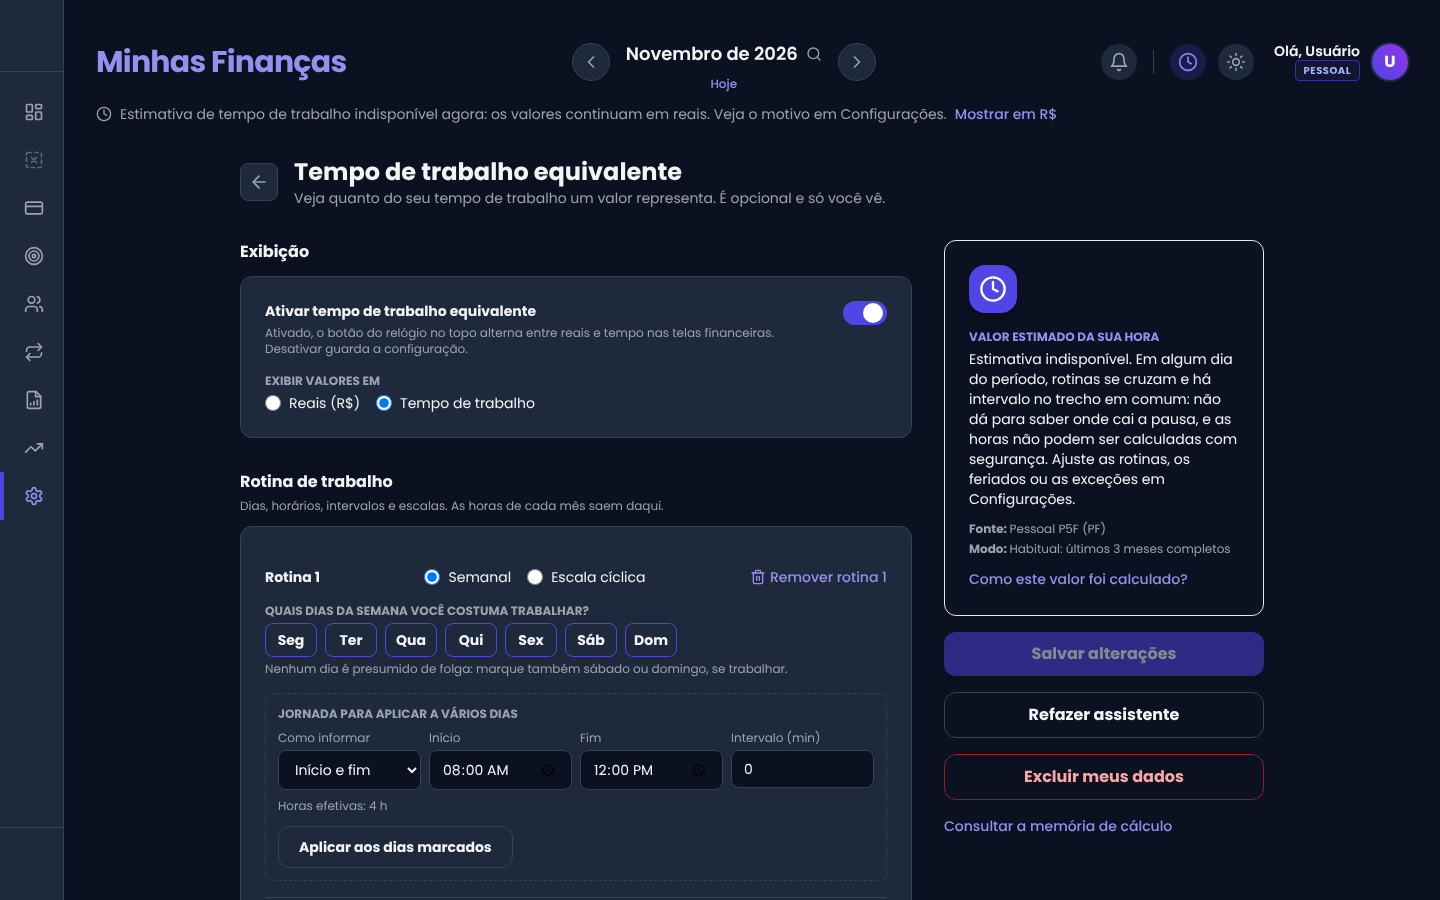 Minhas Finanças
Novembro de 2026
Hoje
Olá, Usuário
PESSOAL
U
Estimativa de tempo de trabalho indisponível agora: os valores continuam em reais. Veja o motivo em Configurações. Mostrar em R$
Tempo de trabalho equivalente
Veja quanto do seu tempo de trabalho um valor representa. É opcional e só você vê.
Exibição
Ativar tempo de trabalho equivalente
Ativado, o botão do relógio no topo alterna entre reais e tempo nas telas financeiras.
Desativar guarda a configuração.
EXIBIR VALORES EM
Reais (R$) Tempo de trabalho
Rotina de trabalho
Dias, horários, intervalos e escalas. As horas de cada mês saem daqui.
Rotina 1
Semanal Escala cíclica
Remover rotina 1
QUAIS DIAS DA SEMANA VOCÊ COSTUMA TRABALHAR?
Seg Ter Qua Qui Sex Sáb Dom
Nenhum dia é presumido de folga: marque também sábado ou domingo, se trabalhar.
JORNADA PARA APLICAR A VÁRIOS DIAS
Como informar Início Fim Intervalo (min)
Início e fim 08:00 AM 12:00 PM 0
Horas efetivas: 4 h
Aplicar aos dias marcados
VALOR ESTIMADO DA SUA HORA
Estimativa indisponível. Em algum dia
do período, rotinas se cruzam e há
intervalo no trecho em comum: não
dá para saber onde cai a pausa, e as
horas não podem ser calculadas com
segurança. Ajuste as rotinas, os
feriados ou as exceções em
Configurações.
Fonte: Pessoal P5F (PF)
Modo: Habitual: últimos 3 meses completos
Como este valor foi calculado?
Salvar alterações
Refazer assistente
Excluir meus dados
Consultar a memória de cálculo